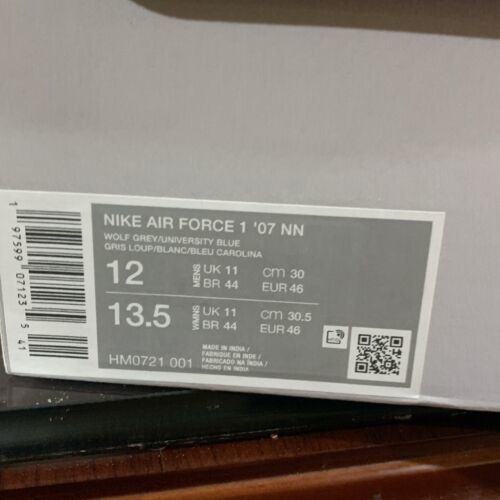 NIKE AIR FORCE 1 '07 NN
WOLF GREY/UNIVERSITY BLUE
GRIS LOUP/BLANC/BLEU CAROLINA
12 MENS UK 11 cm 30
BR 44 EUR 46
13.5 WMNS UK 11 cm 30.5
BR 44 EUR 46
HM0721 001
MADE IN INDIA /
FABRIQUE EN INDE /
FABRICADO NA ÍNDIA /
HECHO EN INDIA
1 97599 07123 5 41